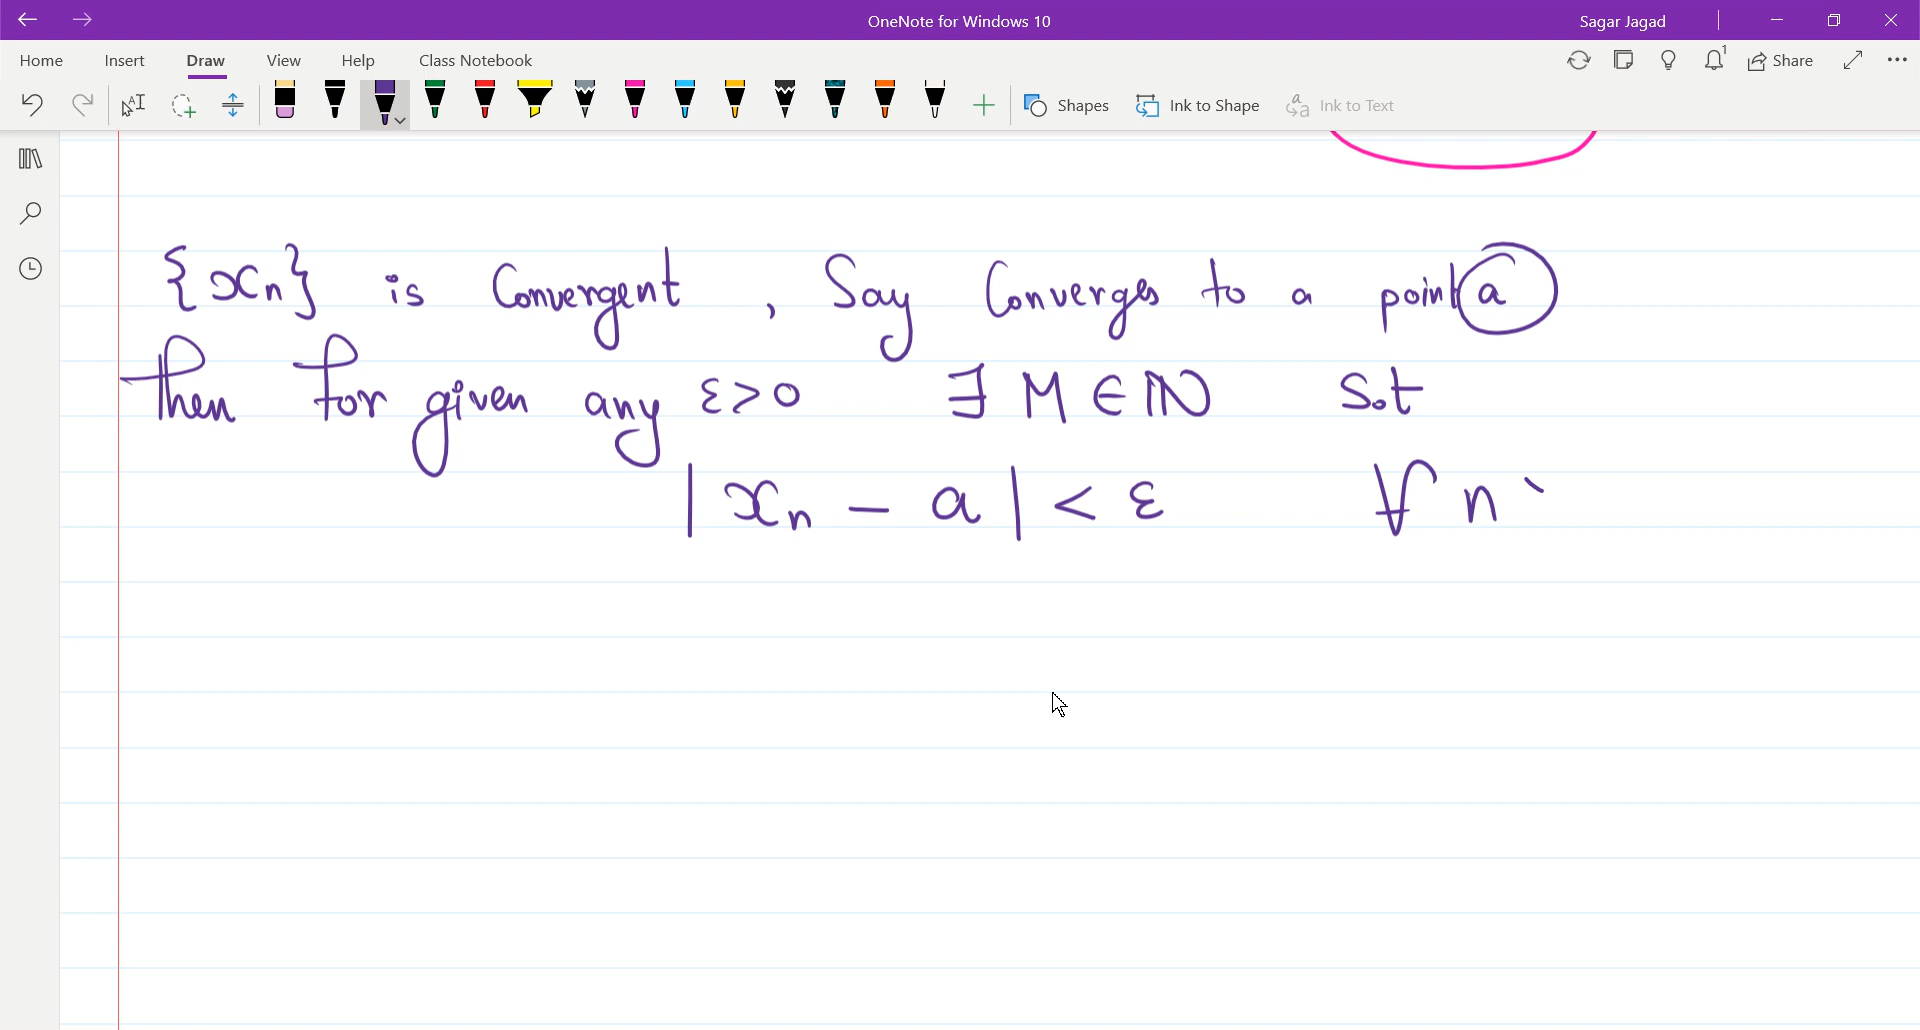 OneNote for Windows 10
Sagar Jagad
Home Insert Draw View Help Class Notebook
1 Share
Shapes Ink to Shape Ink to Text
{xn} is Convergent , Say Converges to a point a
Then for given any ε>0 ∃ M ∈ ℕ s.t
|xn - a| < ε ∀ n